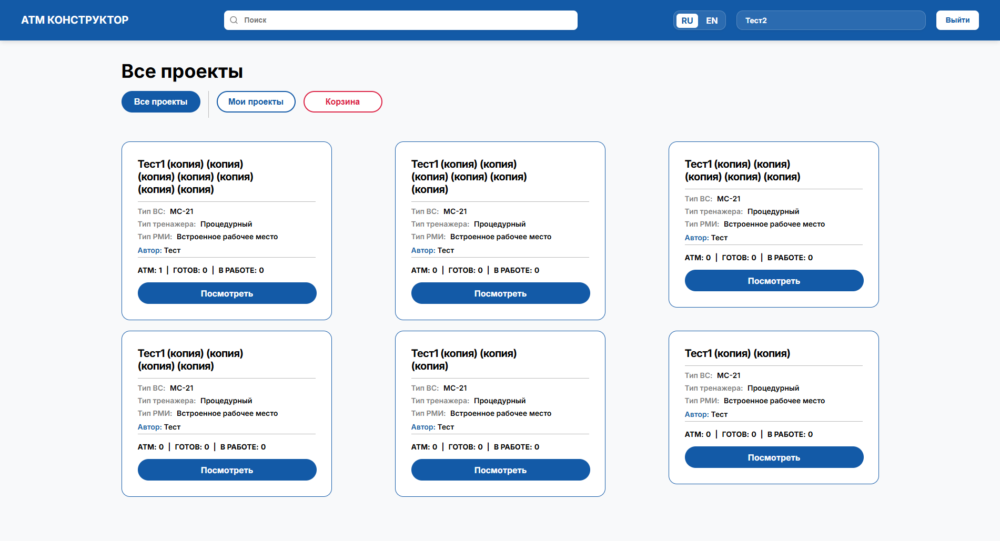 АТМ КОНСТРУКТОР
Поиск
RU EN
Тест2
Выйти
Все проекты
Все проекты
Мои проекты
Корзина
Тест1 (копия) (копия)
(копия) (копия) (копия)
(копия) (копия)
Тип ВС: МС-21
Тип тренажера: Процедурный
Тип РМИ: Встроенное рабочее место
Автор: Тест
АТМ: 1 | ГОТОВ: 0 | В РАБОТЕ: 0
Посмотреть
Тест1 (копия) (копия)
(копия) (копия) (копия)
(копия)
Тип ВС: МС-21
Тип тренажера: Процедурный
Тип РМИ: Встроенное рабочее место
Автор: Тест
АТМ: 0 | ГОТОВ: 0 | В РАБОТЕ: 0
Посмотреть
Тест1 (копия) (копия)
(копия) (копия) (копия)
Тип ВС: МС-21
Тип тренажера: Процедурный
Тип РМИ: Встроенное рабочее место
Автор: Тест
АТМ: 0 | ГОТОВ: 0 | В РАБОТЕ: 0
Посмотреть
Тест1 (копия) (копия)
(копия) (копия)
Тип ВС: МС-21
Тип тренажера: Процедурный
Тип РМИ: Встроенное рабочее место
Автор: Тест
АТМ: 0 | ГОТОВ: 0 | В РАБОТЕ: 0
Посмотреть
Тест1 (копия) (копия)
(копия)
Тип ВС: МС-21
Тип тренажера: Процедурный
Тип РМИ: Встроенное рабочее место
Автор: Тест
АТМ: 0 | ГОТОВ: 0 | В РАБОТЕ: 0
Посмотреть
Тест1 (копия) (копия)
Тип ВС: МС-21
Тип тренажера: Процедурный
Тип РМИ: Встроенное рабочее место
Автор: Тест
АТМ: 0 | ГОТОВ: 0 | В РАБОТЕ: 0
Посмотреть